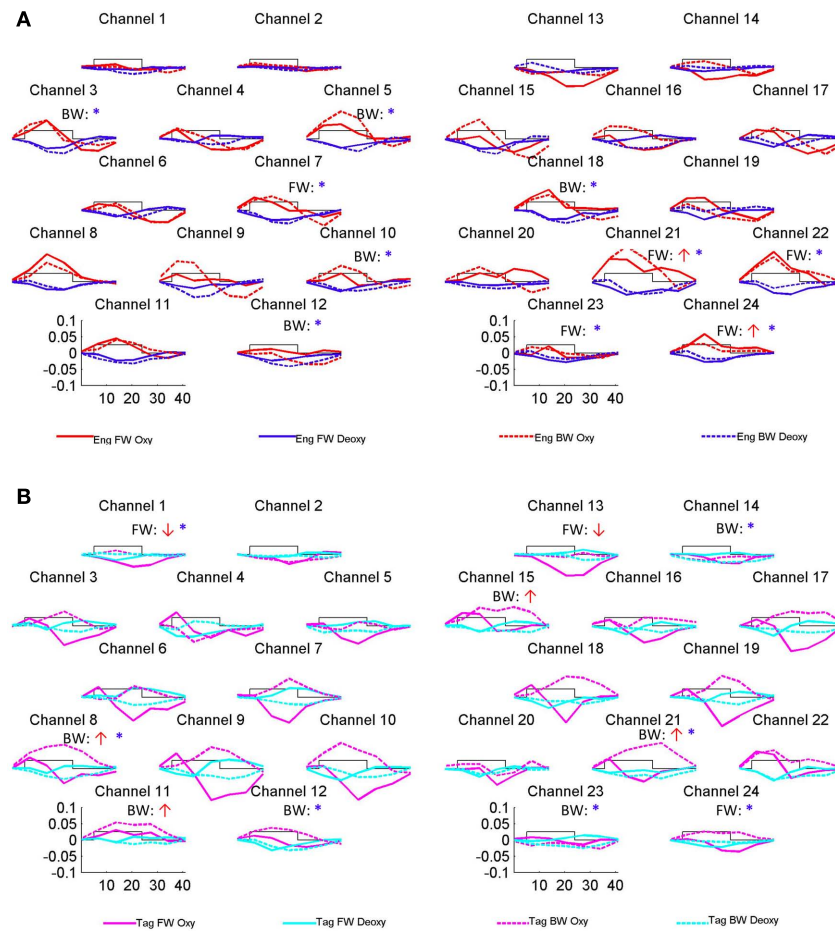 A
Channel 1 Channel 2 Channel 13 Channel 14
Channel 3 Channel 4 Channel 5 Channel 15 Channel 16 Channel 17
BW: * BW: *
Channel 6 Channel 7 Channel 18 Channel 19
FW: * BW: *
Channel 8 Channel 9 Channel 10 Channel 20 Channel 21 Channel 22
BW: * FW: ↑ * FW: *
Channel 11 Channel 12 Channel 23 Channel 24
BW: * FW: * FW: ↑ *
0.1 0.1
0.05 0.05
0 0
-0.05 -0.05
-0.1 -0.1
10 20 30 40 10 20 30 40
Eng FW Oxy Eng FW Deoxy Eng BW Oxy Eng BW Deoxy
B
Channel 1 Channel 2 Channel 13 Channel 14
FW: ↓ * FW: ↓ BW: *
Channel 3 Channel 4 Channel 5 Channel 15 Channel 16 Channel 17
BW: ↑
Channel 6 Channel 7 Channel 18 Channel 19
Channel 8 Channel 9 Channel 10 Channel 20 Channel 21 Channel 22
BW: ↑ * BW: ↑ *
Channel 11 Channel 12 Channel 23 Channel 24
BW: ↑ BW: * BW: * FW: *
0.1 0.1
0.05 0.05
0 0
-0.05 -0.05
-0.1 -0.1
10 20 30 40 10 20 30 40
Tag FW Oxy Tag FW Deoxy Tag BW Oxy Tag BW Deoxy